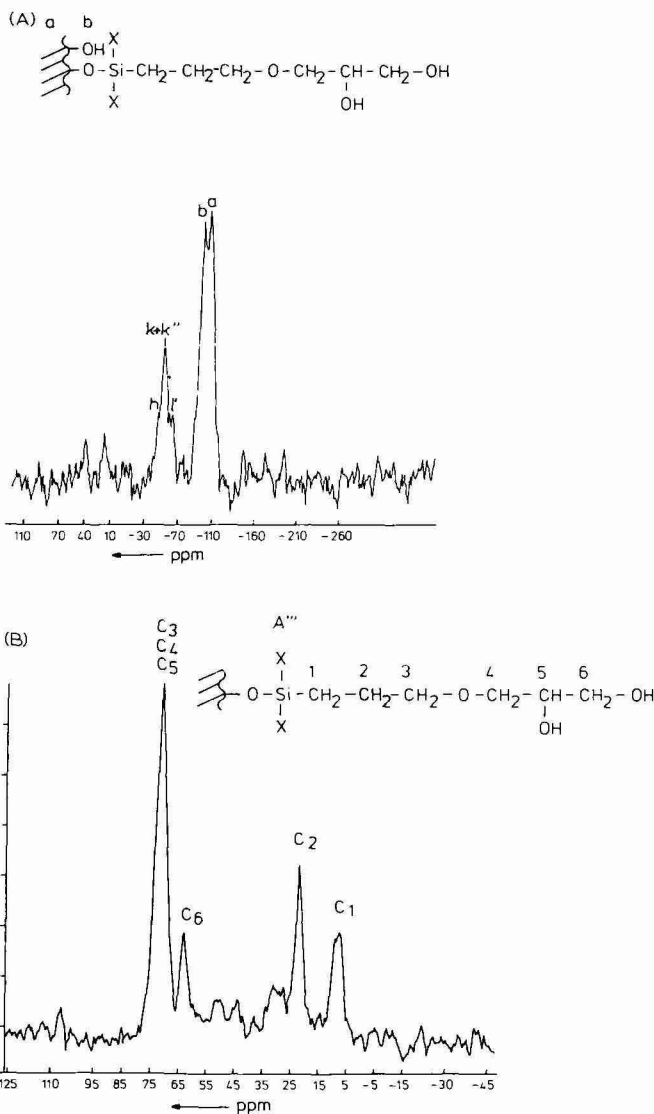 (A) a b
X
OH
O-Si-CH2-CH2-CH2-O-CH2-CH-CH2-OH
X
OH
b a
k+k''
h l'
110 70 40 10 -30 -70 -110 -160 -210 -260
ppm
(B)
C3
C4
C5
A'''
X 1 2 3 4 5 6
O-Si-CH2-CH2-CH2-O-CH2-CH-CH2-OH
X
OH
C2
C6
C1
125 95 85 75 65 55 45 35 25 15 5 -5 -15 -30 -45
ppm